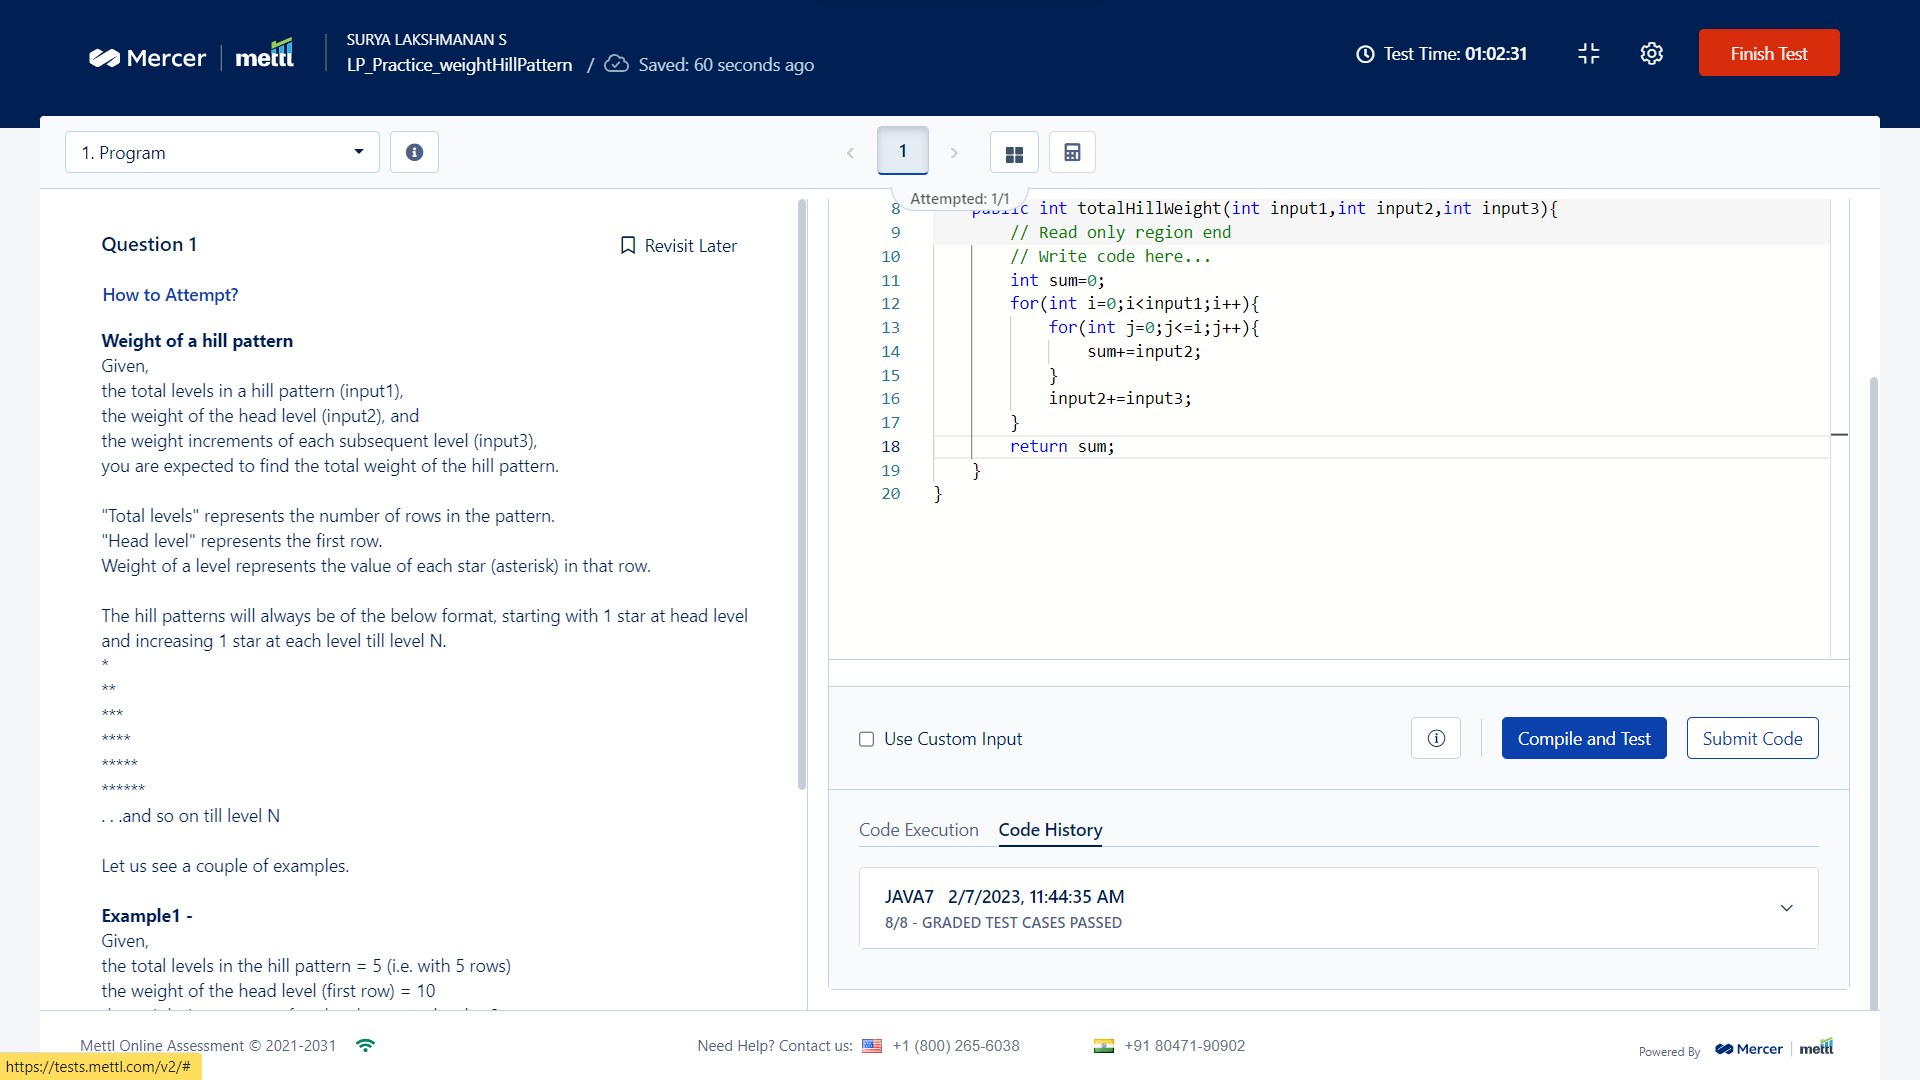 Mercer mettl
SURYA LAKSHMANAN S
LP_Practice_weightHillPattern / Saved: 60 seconds ago
Test Time: 01:02:31
Finish Test
1. Program
1
Attempted: 1/1
Question 1
Revisit Later
How to Attempt?
Weight of a hill pattern
Given,
the total levels in a hill pattern (input1),
the weight of the head level (input2), and
the weight increments of each subsequent level (input3),
you are expected to find the total weight of the hill pattern.
"Total levels" represents the number of rows in the pattern.
"Head level" represents the first row.
Weight of a level represents the value of each star (asterisk) in that row.
The hill patterns will always be of the below format, starting with 1 star at head level
and increasing 1 star at each level till level N.
*
**
***
****
*****
******
. . .and so on till level N
Let us see a couple of examples.
Example1 -
Given,
the total levels in the hill pattern = 5 (i.e. with 5 rows)
the weight of the head level (first row) = 10
8 public int totalHillWeight(int input1,int input2,int input3){
9 // Read only region end
10 // Write code here...
11 int sum=0;
12 for(int i=0;i<input1;i++){
13 for(int j=0;j<=i;j++){
14 sum+=input2;
15 }
16 input2+=input3;
17 }
18 return sum;
19 }
20 }
Use Custom Input
Compile and Test
Submit Code
Code Execution
Code History
JAVA7 2/7/2023, 11:44:35 AM
8/8 - GRADED TEST CASES PASSED
Mettl Online Assessment © 2021-2031
Need Help? Contact us: +1 (800) 265-6038
+91 80471-90902
Powered By Mercer mettl
https://tests.mettl.com/v2/#